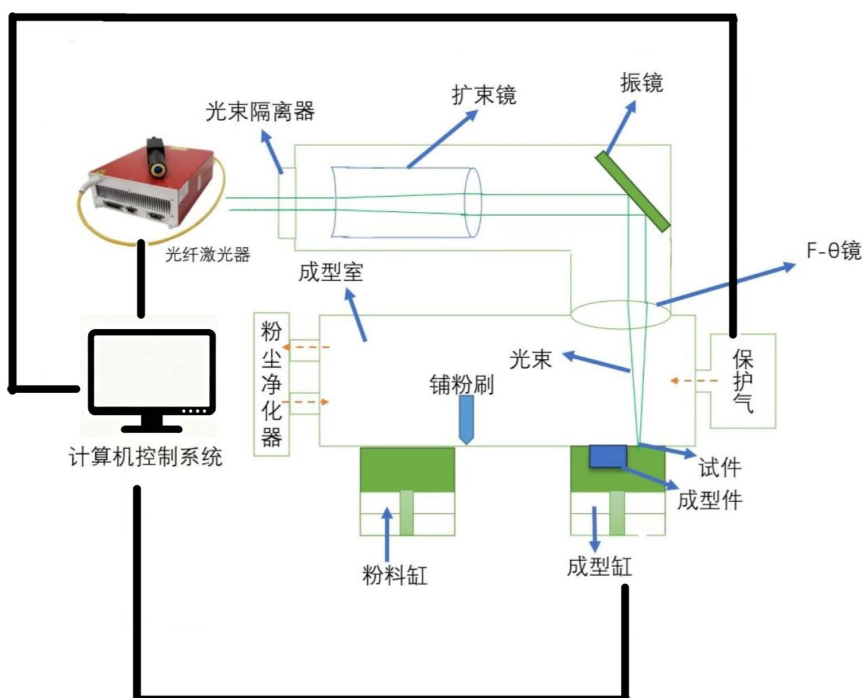 扩束镜
振镜
光束隔离器
光纤激光器
F-θ镜
成型室
粉尘净化器
铺粉刷
光束
保护气
计算机控制系统
试件
成型件
粉料缸
成型缸